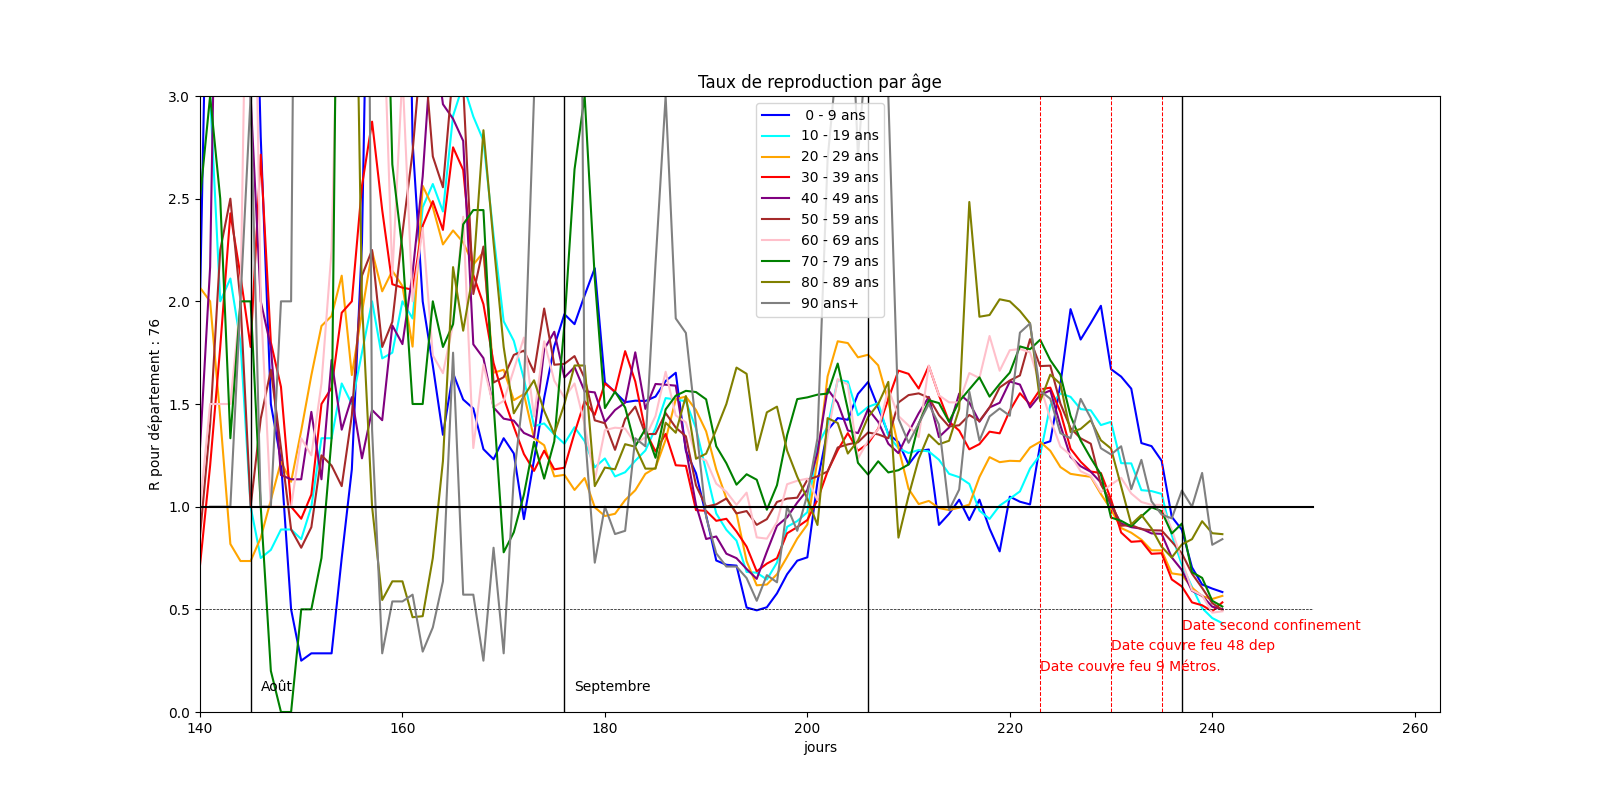 Taux de reproduction par âge
R pour département : 76
3.0
2.5
2.0
1.5
1.0
0.5
0.0
0 - 9 ans
10 - 19 ans
20 - 29 ans
30 - 39 ans
40 - 49 ans
50 - 59 ans
60 - 69 ans
70 - 79 ans
80 - 89 ans
90 ans+
Date second confinement
Date couvre feu 48 dep
Date couvre feu 9 Métros.
Août
Septembre
140
160
180
200
220
240
260
jours